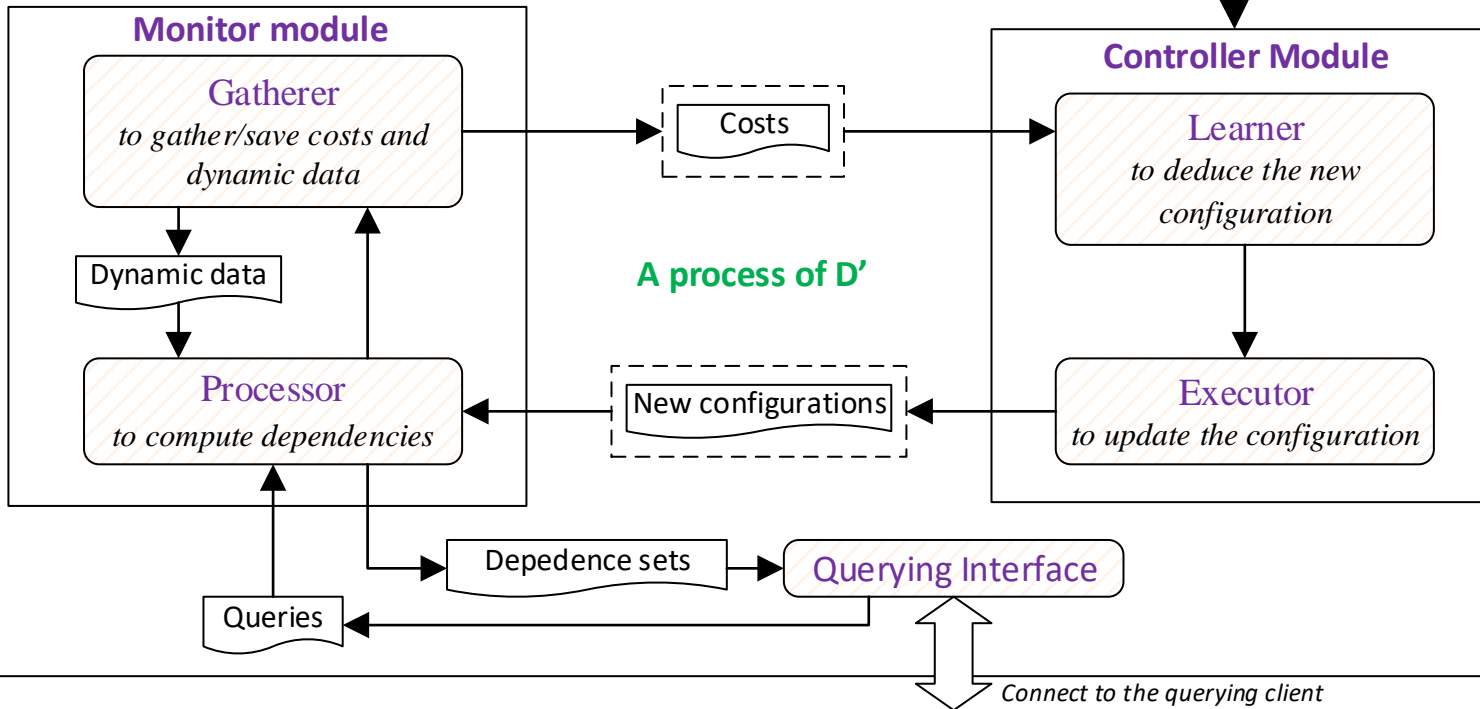 Monitor module
Gatherer
to gather/save costs and
dynamic data
Dynamic data
Processor
to compute dependencies
Costs
A process of D’
New configurations
Controller Module
Learner
to deduce the new
configuration
Executor
to update the configuration
Depedence sets
Querying Interface
Queries
Connect to the querying client